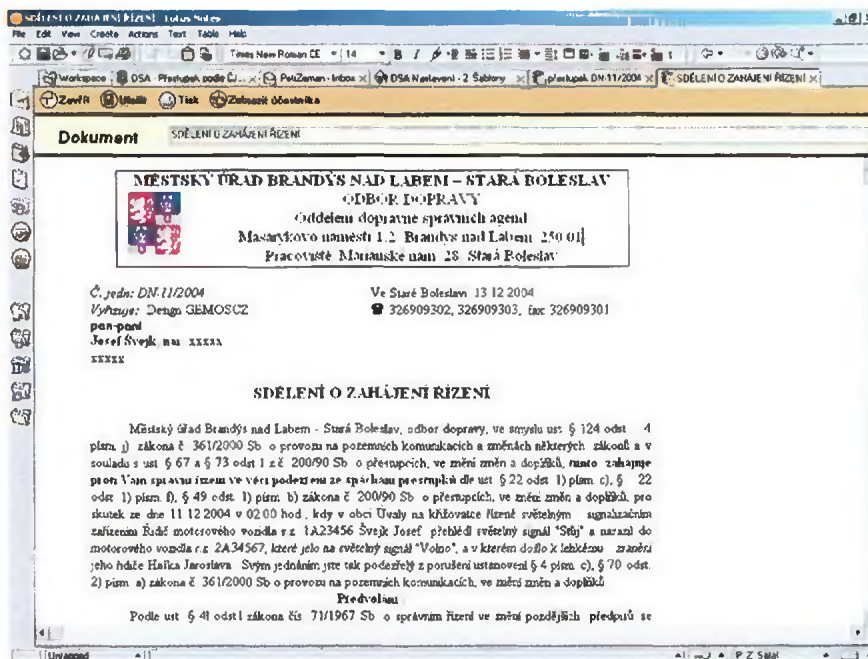 SDĚLENÍ O ZAHÁJENÍ ŘÍZENÍ - Lotus Notes
File Edit View Create Actions Text Table Help
Times New Roman CE 14 B I
Workspace DSA - Přestupek podle ČJ... PetrZeman - Inbox DSA Nastavení - 2. Šablony přestupek DN-11/2004 SDĚLENÍ O ZAHÁJENÍ ŘÍZENÍ
Zavřít Uložit Tisk Zobrazit účastníka
Dokument SDĚLENÍ O ZAHÁJENÍ ŘÍZENÍ
MĚSTSKÝ ÚŘAD BRANDÝS NAD LABEM – STARÁ BOLESLAV
ODBOR DOPRAVY
Oddělení dopravně správních agend
Masarykovo náměstí 1,2 Brandýs nad Labem 250 01
Pracoviště Mariánské nám. 28, Stará Boleslav
Č. jedn: DN-11/2004 Ve Staré Boleslavi 13.12.2004
Vyřizuje: Design GEMOSCZ ☎ 326909302, 326909303, fax 326909301
pan-paní
Josef Švejk, nar. xxxxx
xxxxx
SDĚLENÍ O ZAHÁJENÍ ŘÍZENÍ
Městský úřad Brandýs nad Labem - Stará Boleslav, odbor dopravy, ve smyslu ust. § 124 odst. 4
písm. j) zákona č. 361/2000 Sb. o provozu na pozemních komunikacích a změnách některých zákonů a v
souladu s ust. § 67 a § 73 odst 1 z.č. 200/90 Sb. o přestupcích, ve znění změn a doplňků, tímto zahajuje
proti Vám správní řízení ve věci podezření ze spáchání přestupků dle ust. § 22 odst. 1) písm. c), § 22
odst. 1) písm. f), § 49 odst. 1) písm. b) zákona č. 200/90 Sb. o přestupcích, ve znění změn a doplňků, pro
skutek ze dne 11.12.2004 v 02:00 hod., kdy v obci Úvaly na křižovatce řízené světelným signalizačním
zařízením Řidič motorového vozidla r.z. 1A23456 Švejk Josef přehlédl světelný signál "Stůj" a narazil do
motorového vozidla r.z. 2A34567, které jelo na světelný signál "Volno", a v kterém došlo k lehkému zranění
jeho řidiče Haška Jaroslava. Svým jednáním jste tak podezřelý z porušení ustanovení § 4 písm. c), § 70 odst.
2) písm. a) zákona č. 361/2000 Sb. o provozu na pozemních komunikacích, ve znění změn a doplňků
Předvolání
Podle ust. § 41 odst1 zákona čís. 71/1967 Sb. o správním řízení ve znění pozdějších předpisů se